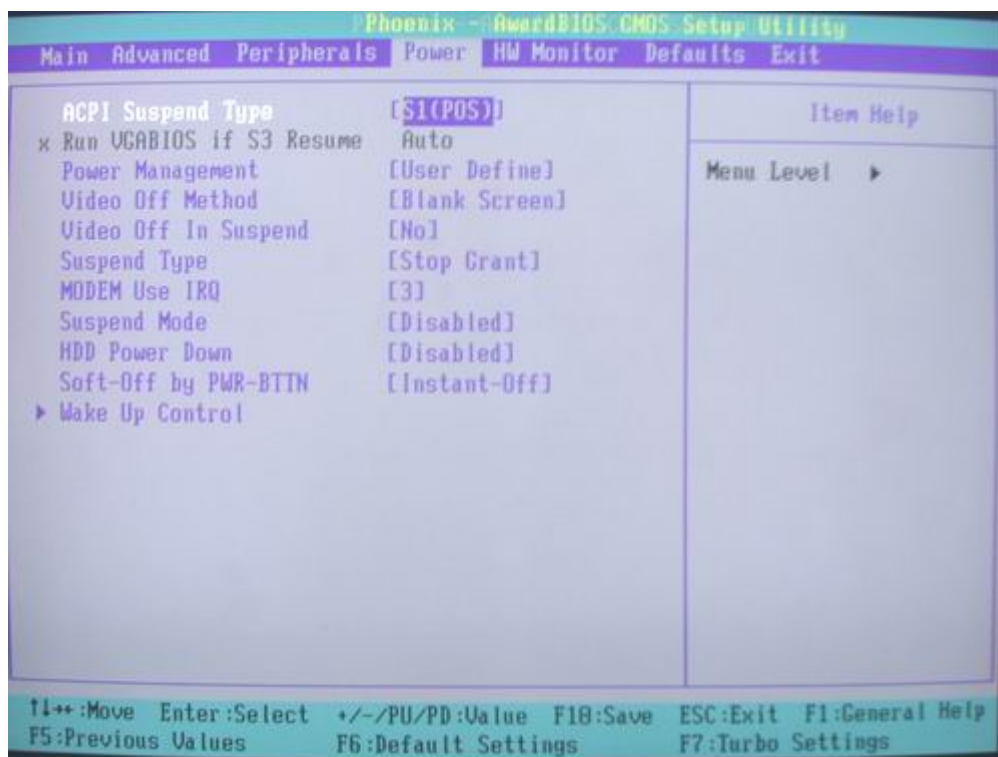 Phoenix - AwardBIOS CMOS Setup Utility
Main Advanced Peripherals Power HW Monitor Defaults Exit
ACPI Suspend Type [S1(POS)]
x Run VGABIOS if S3 Resume Auto
Power Management [User Define]
Video Off Method [Blank Screen]
Video Off In Suspend [No]
Suspend Type [Stop Grant]
MODEM Use IRQ [3]
Suspend Mode [Disabled]
HDD Power Down [Disabled]
Soft-Off by PWR-BTTN [Instant-Off]
▶ Wake Up Control
Item Help
Menu Level ▶
↑↓→←:Move Enter:Select +/-/PU/PD:Value F10:Save ESC:Exit F1:General Help
F5:Previous Values F6:Default Settings F7:Turbo Settings